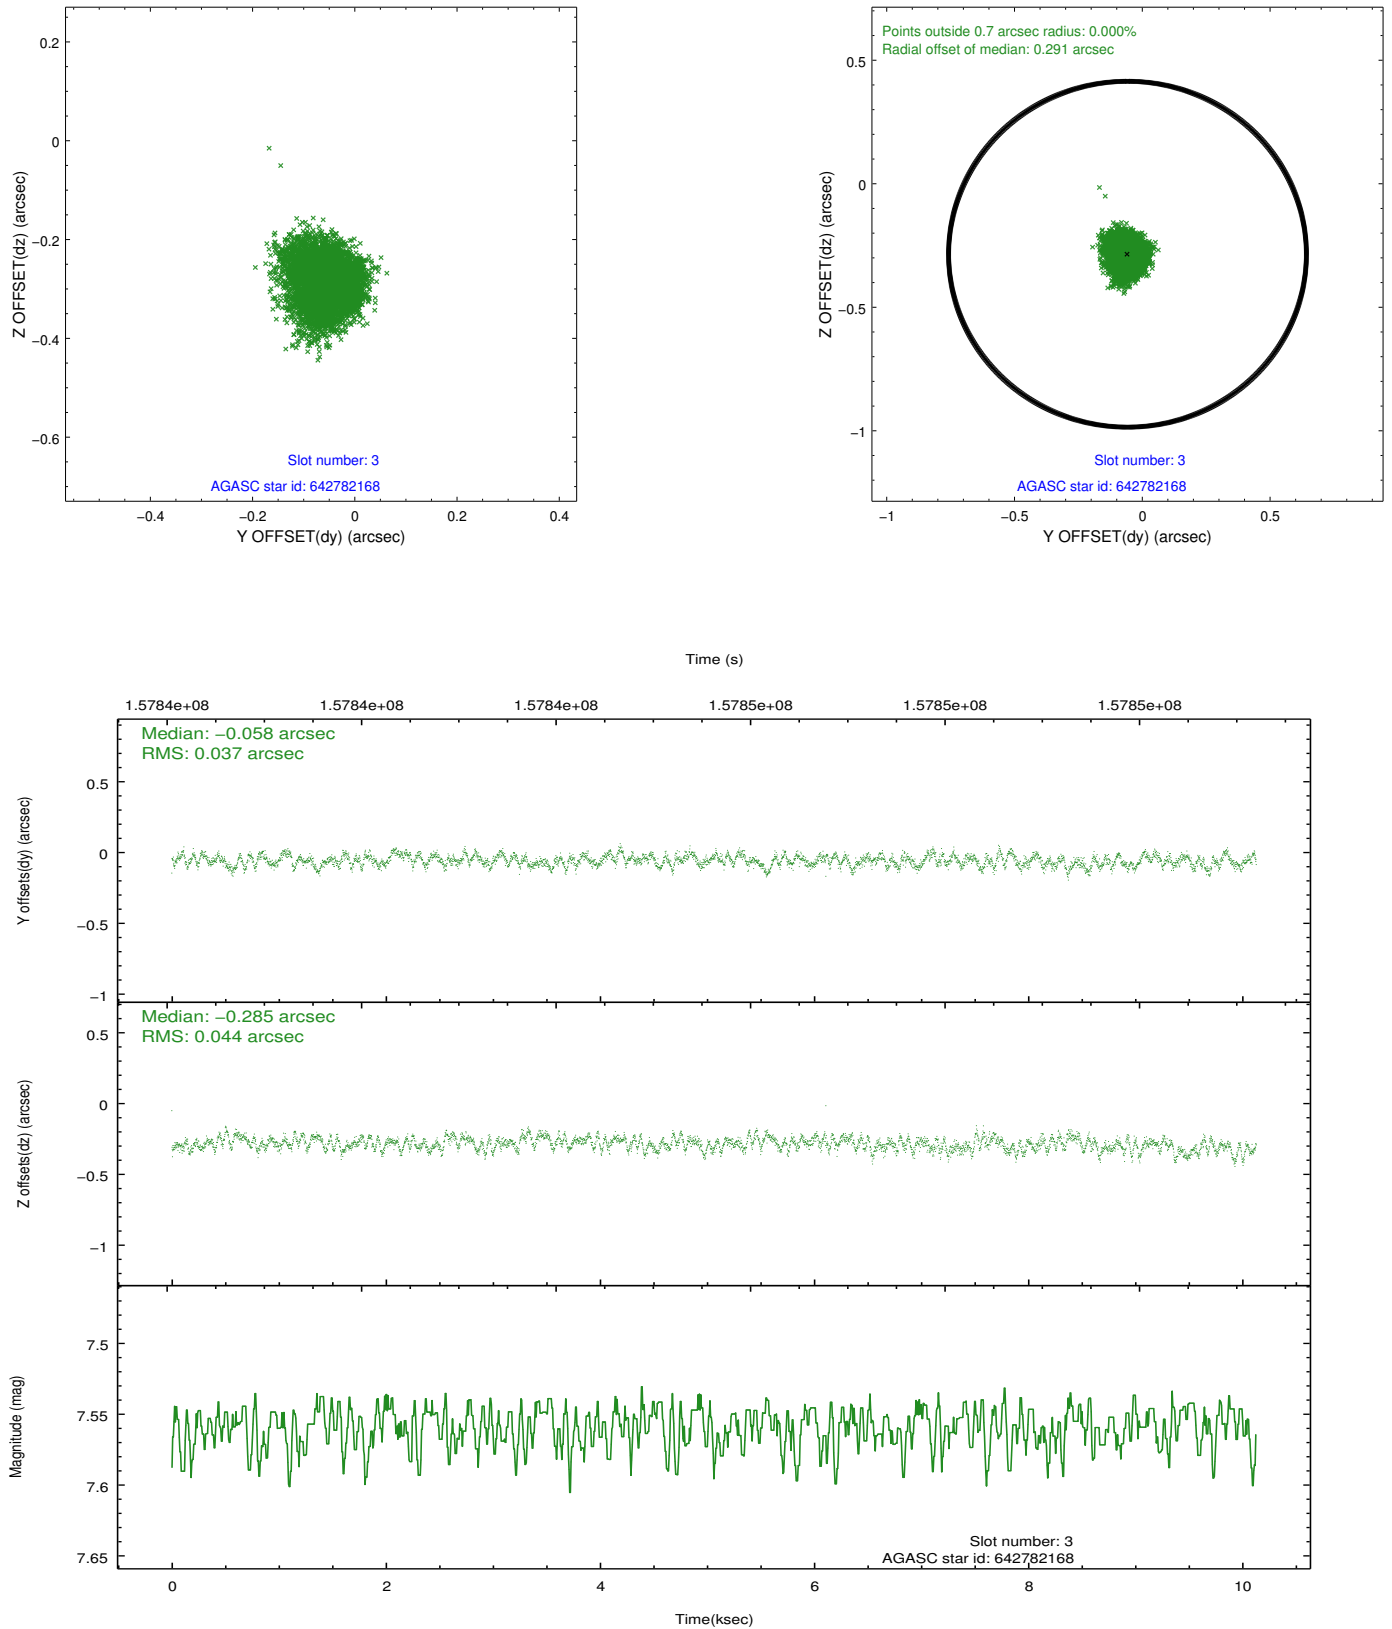 0.2
0
−0.2
−0.4
−0.6
Z OFFSET(dz) (arcsec)
Slot number: 3
AGASC star id: 642782168
−0.4
−0.2
0
0.2
0.4
Y OFFSET(dy) (arcsec)
Points outside 0.7 arcsec radius: 0.000%
Radial offset of median: 0.291 arcsec
0.5
0
−0.5
−1
Z OFFSET(dz) (arcsec)
Slot number: 3
AGASC star id: 642782168
−1
−0.5
0
0.5
Y OFFSET(dy) (arcsec)
Time (s)
1.5784e+08
1.5784e+08
1.5784e+08
1.5785e+08
1.5785e+08
1.5785e+08
Median: −0.058 arcsec
RMS: 0.037 arcsec
0.5
0
−0.5
−1
Y offsets(dy) (arcsec)
Median: −0.285 arcsec
RMS: 0.044 arcsec
0.5
0
−0.5
−1
Z offsets(dz) (arcsec)
7.5
7.55
7.6
7.65
Magnitude (mag)
Slot number: 3
AGASC star id: 642782168
0
2
4
6
8
10
Time(ksec)